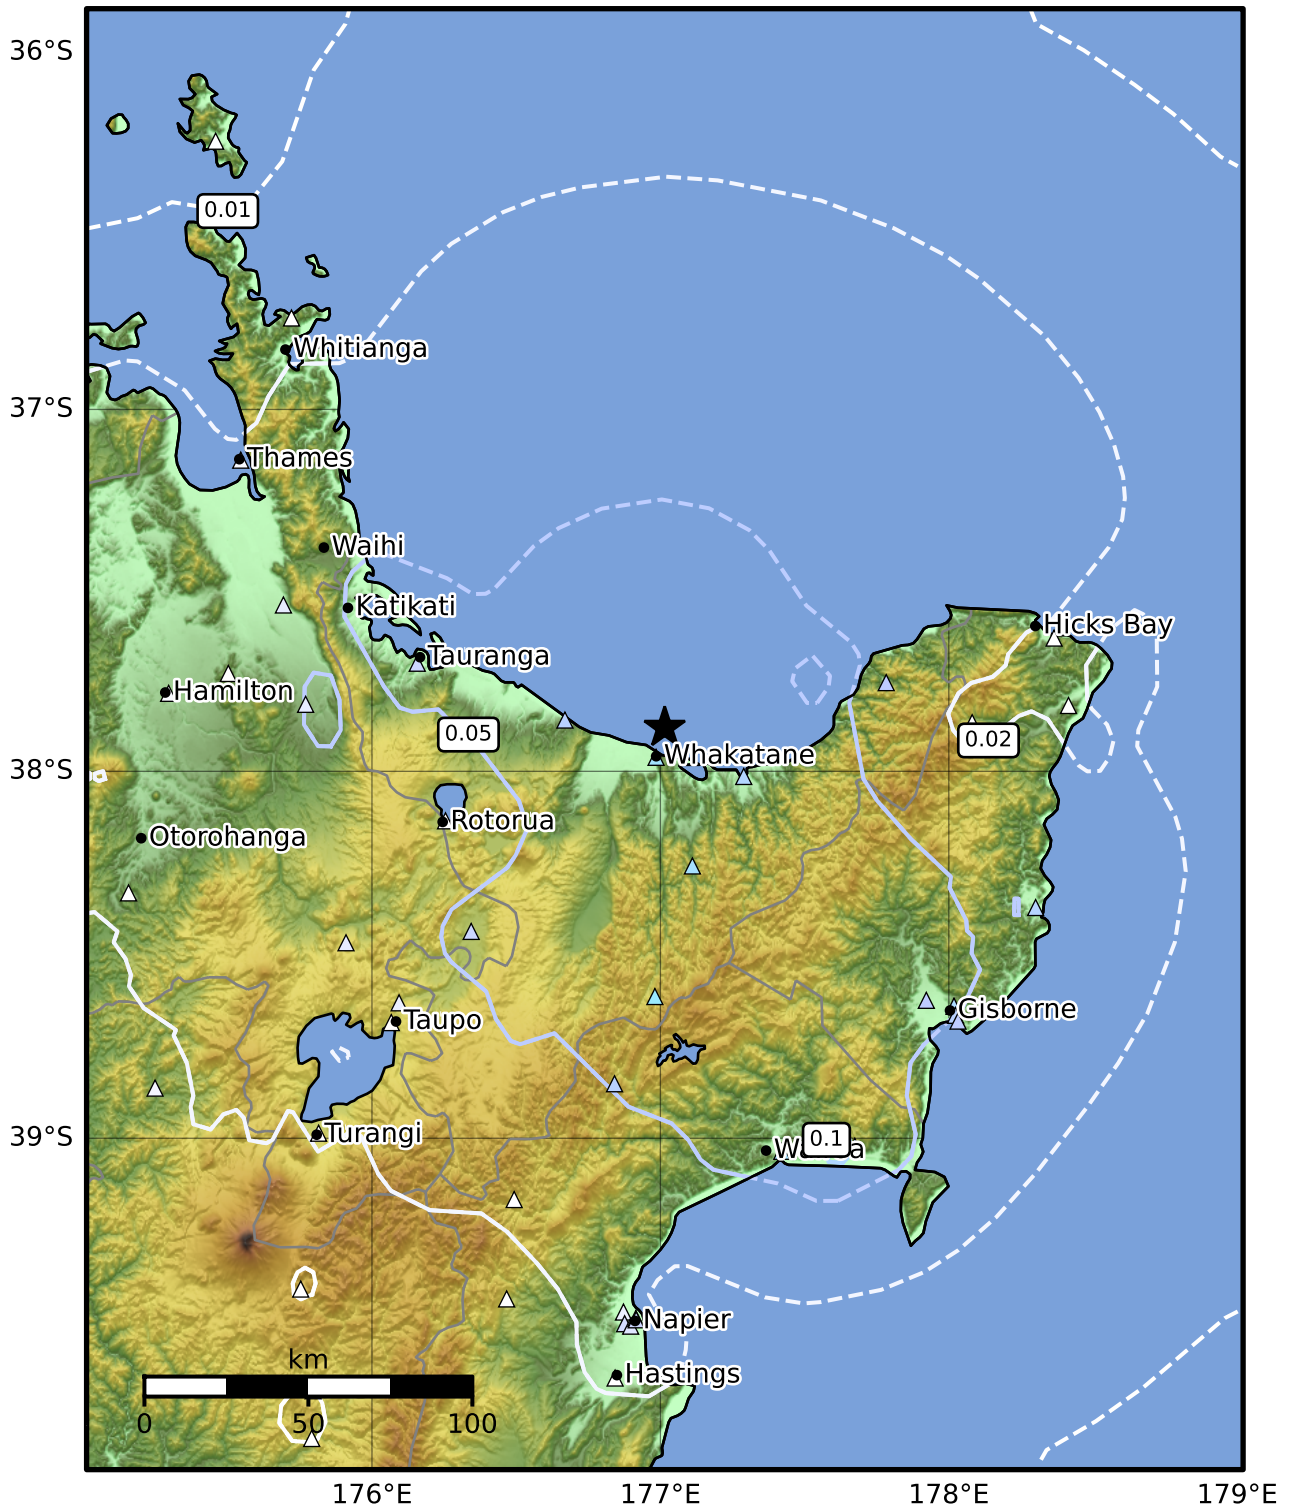 36°S
0.01
Whitianga
37°S
Thames
Waihi
Katikati
Hicks Bay
Tauranga
Hamilton
0.05
0.02
Whakatane
38°S
Rotorua
Otorohanga
Gisborne
Taupo
Turangi
39°S
0.1
Napier
km
Hastings
0 50 100
176°E 177°E 178°E 179°E